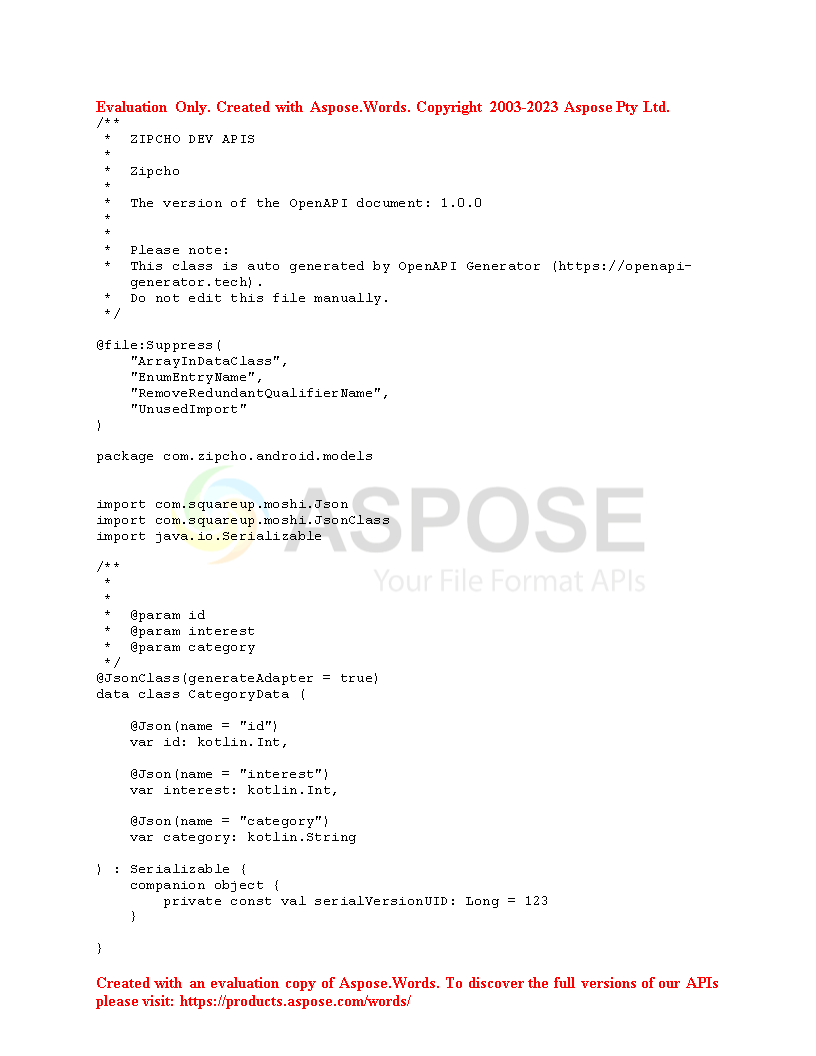 Evaluation Only. Created with Aspose.Words. Copyright 2003-2023 Aspose Pty Ltd.
/**
 *  ZIPCHO DEV APIS
 *
 *  Zipcho
 *
 *  The version of the OpenAPI document: 1.0.0
 *
 *
 *  Please note:
 *  This class is auto generated by OpenAPI Generator (https://openapi-
    generator.tech).
 *  Do not edit this file manually.
 */

@file:Suppress(
    "ArrayInDataClass",
    "EnumEntryName",
    "RemoveRedundantQualifierName",
    "UnusedImport"
)

package com.zipcho.android.models

import com.squareup.moshi.Json
import com.squareup.moshi.JsonClass
import java.io.Serializable
ASPOSE
Your File Format APIs

/**
 *
 *
 *  @param id
 *  @param interest
 *  @param category
 */
@JsonClass(generateAdapter = true)
data class CategoryData (

    @Json(name = "id")
    var id: kotlin.Int,

    @Json(name = "interest")
    var interest: kotlin.Int,

    @Json(name = "category")
    var category: kotlin.String

) : Serializable {
    companion object {
        private const val serialVersionUID: Long = 123
    }

}

Created with an evaluation copy of Aspose.Words. To discover the full versions of our APIs
please visit: https://products.aspose.com/words/